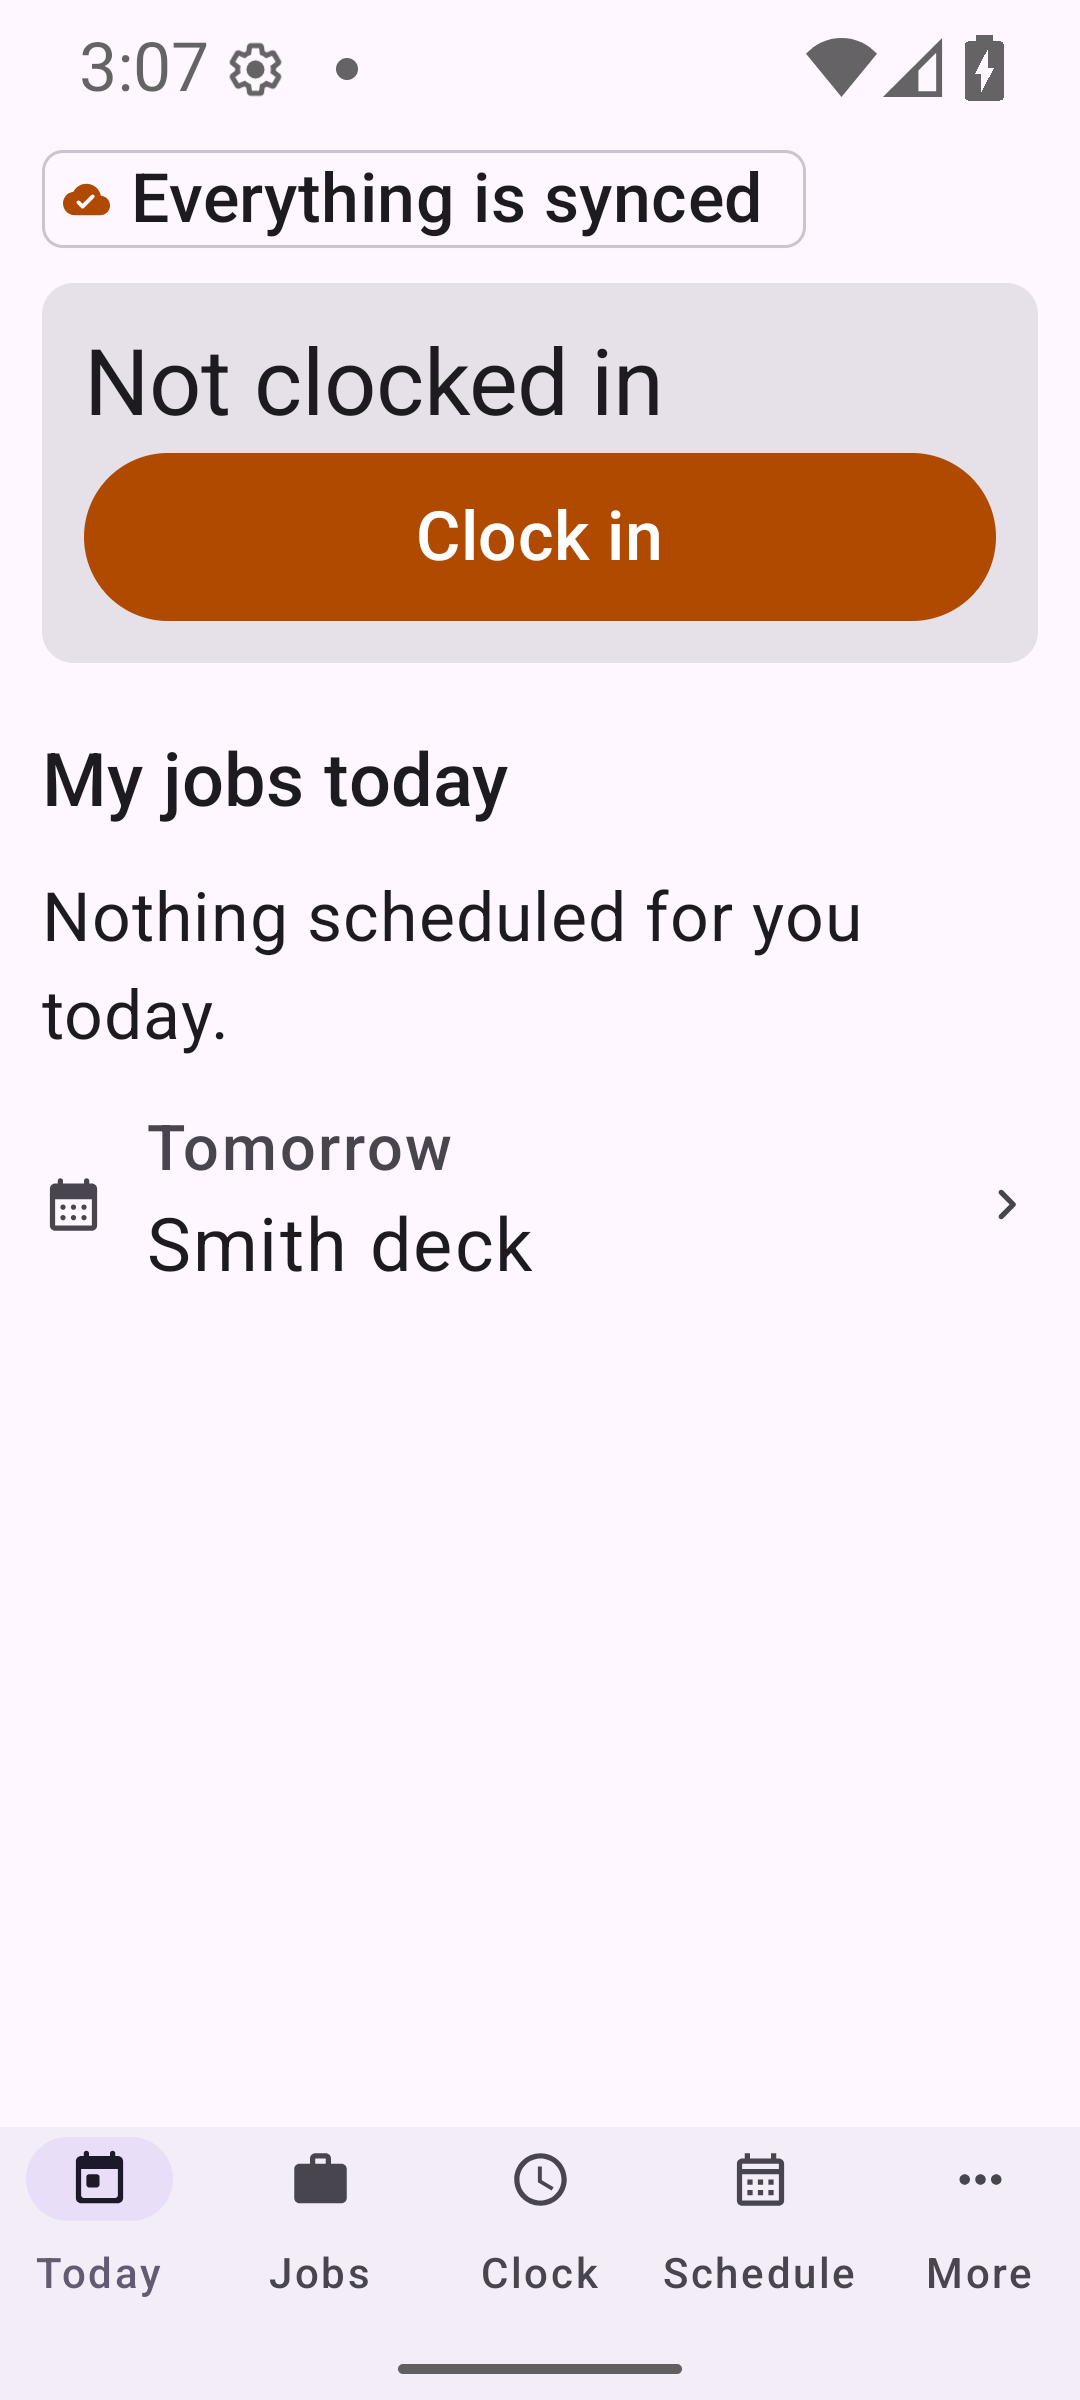 3:07
Everything is synced
Not clocked in
Clock in
My jobs today
Nothing scheduled for you
today.
Tomorrow
Smith deck
Today
Jobs
Clock
Schedule
More